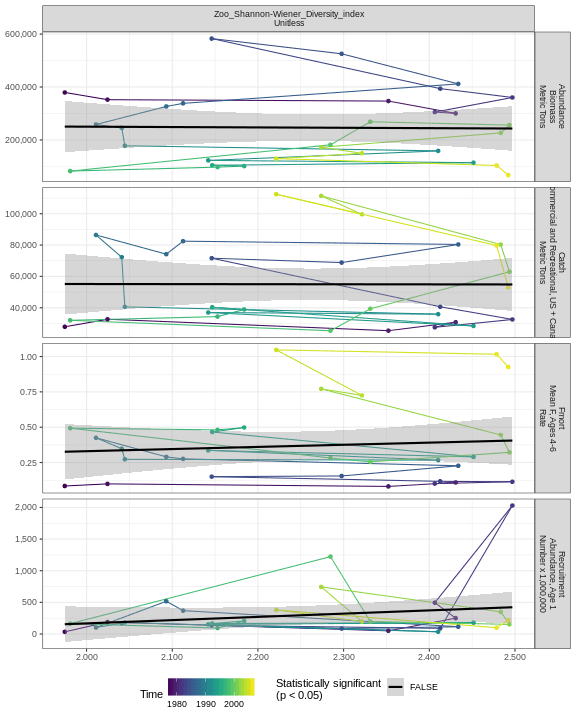 Zoo_Shannon-Wiener_Diversity_index
Unitless
600,000
400,000
200,000
Abundance
Biomass
Metric Tons
100,000
80,000
60,000
40,000
Catch
ommercial and Recreational, US + Cana
Metric Tons
1.00
0.75
0.50
0.25
Fmort
Mean F, Ages 4-6
Rate
2,000
1,500
1,000
500
0
Recruitment
Abundance, Age 1
Number x 1,000,000
2.000
2.100
2.200
2.300
2.400
2.500
Time
1980 1990 2000
Statistically significant
(p < 0.05)
FALSE